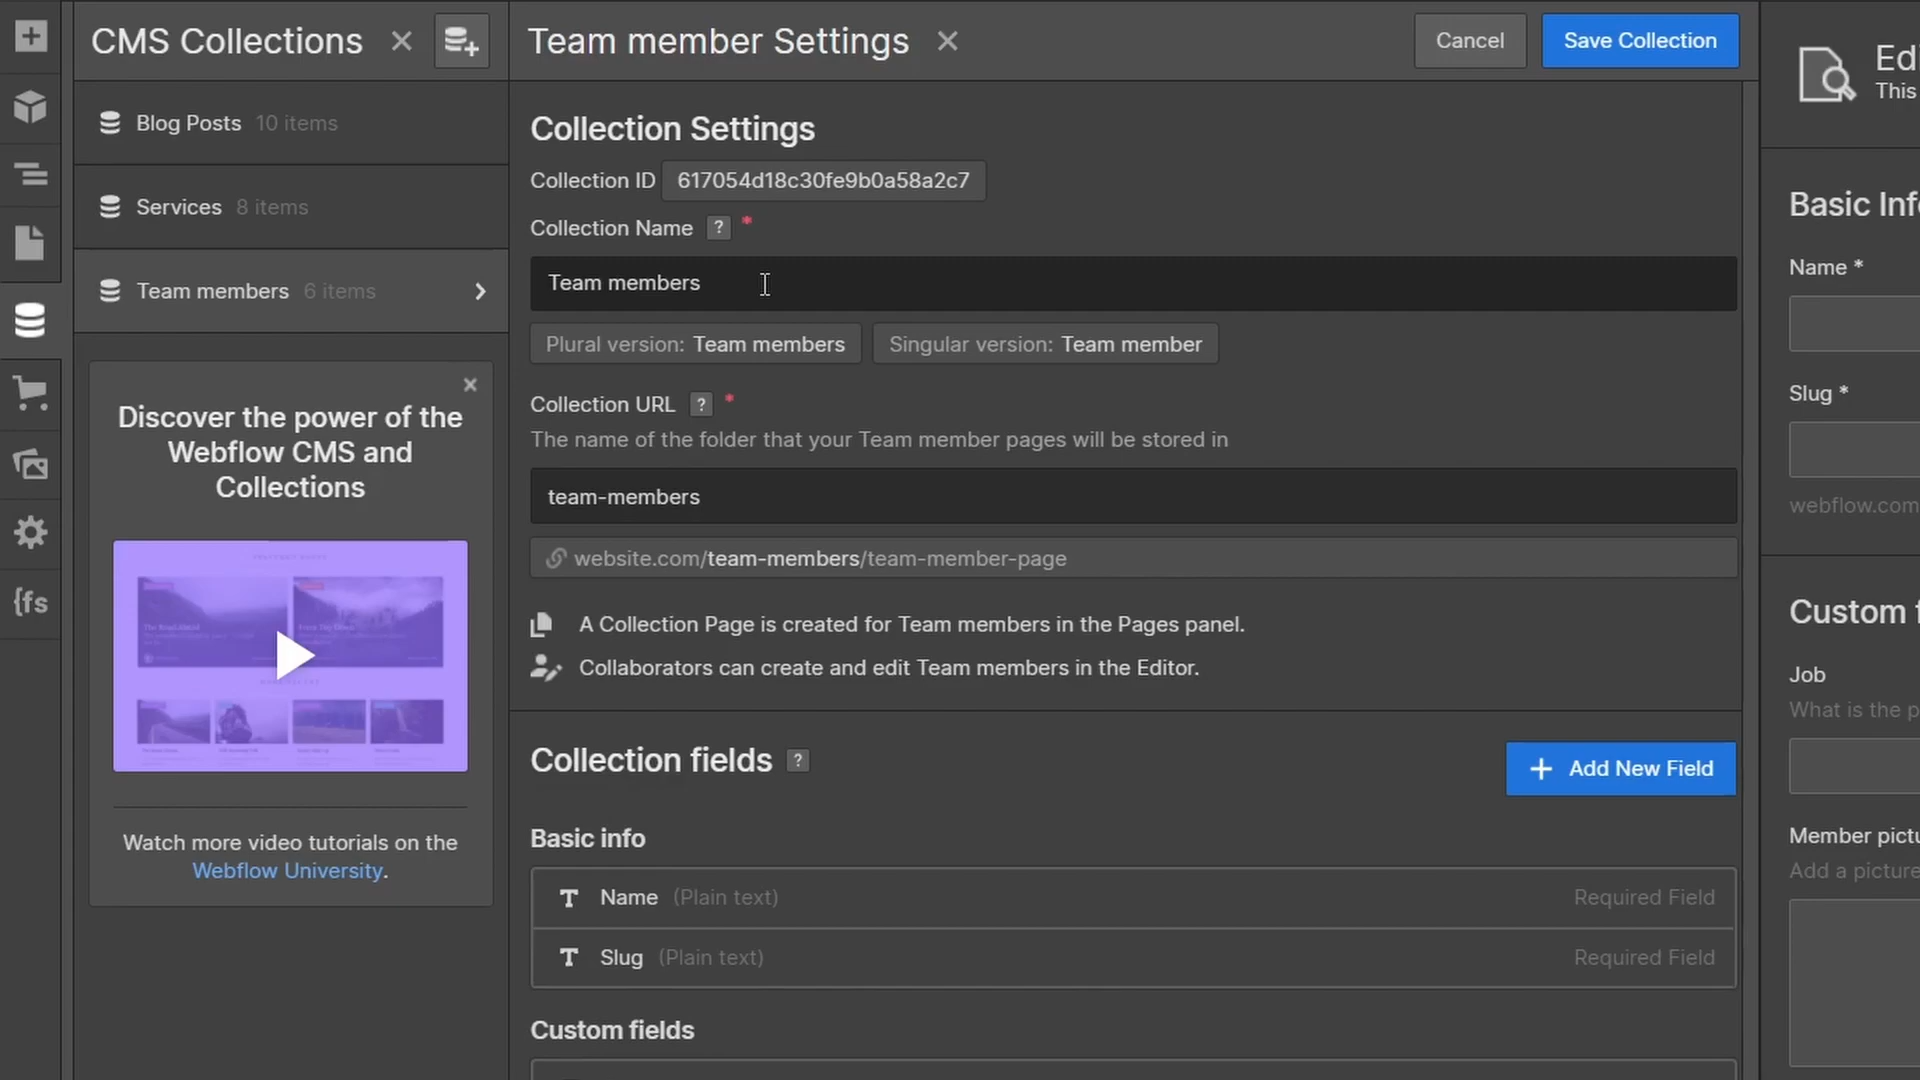 CMS Collections
Blog Posts 10 items
Services 8 items
Team members 6 items
Discover the power of the
Webflow CMS and
Collections
Watch more video tutorials on the
Webflow University.
{fs
Team member Settings
Cancel
Save Collection
Collection Settings
Collection ID 617054d18c30fe9b0a58a2c7
Collection Name ? *
Team members
Plural version: Team members
Singular version: Team member
Collection URL ? *
The name of the folder that your Team member pages will be stored in
team-members
website.com/team-members/team-member-page
A Collection Page is created for Team members in the Pages panel.
Collaborators can create and edit Team members in the Editor.
Collection fields ?
+ Add New Field
Basic info
T Name (Plain text) Required Field
T Slug (Plain text) Required Field
Custom fields
Edi
This
Basic Inf
Name *
Slug *
webflow.com
Custom f
Job
What is the p
Member pictu
Add a picture